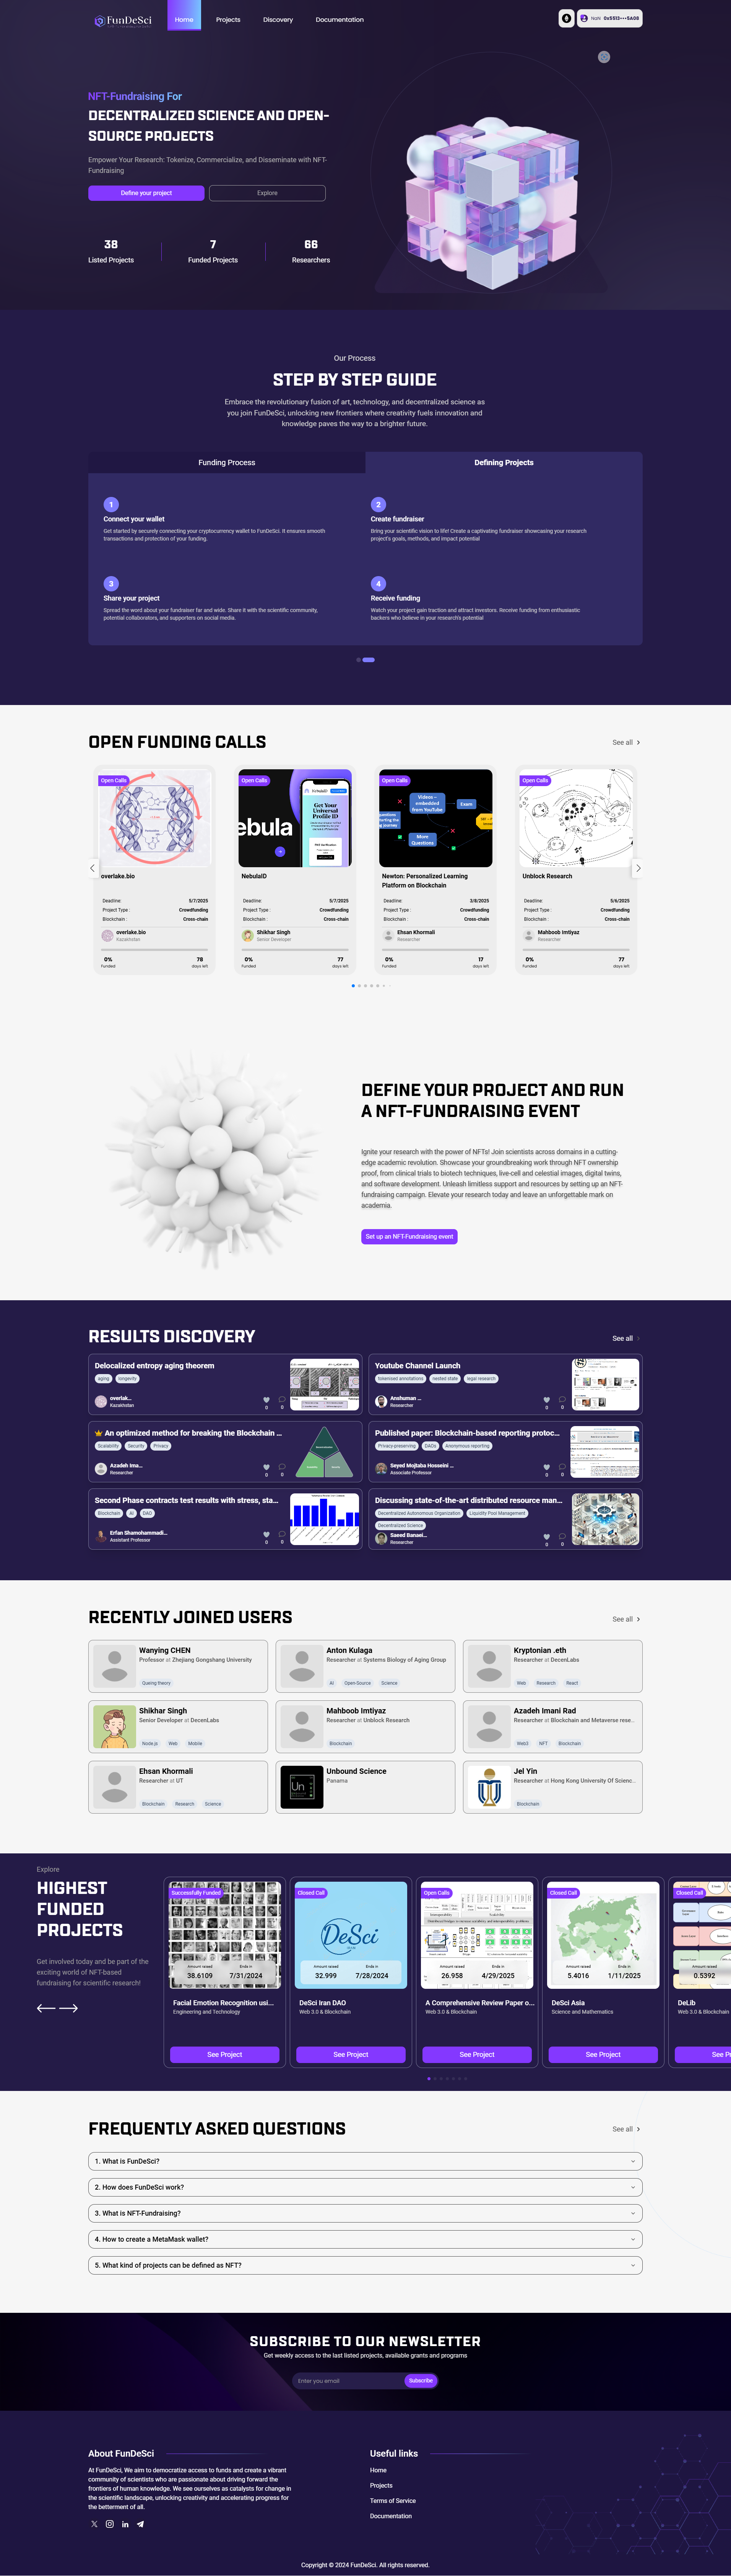 FunDeSci
Home
Projects
Discovery
Documentation
NaN 0x5513•••5A08
NFT-Fundraising For
DECENTRALIZED SCIENCE AND OPEN-
SOURCE PROJECTS
Empower Your Research: Tokenize, Commercialize, and Disseminate with NFT-
Fundraising
Define your project
Explore
38
Listed Projects
7
Funded Projects
66
Researchers
Our Process
STEP BY STEP GUIDE
Embrace the revolutionary fusion of art, technology, and decentralized science as
you join FunDeSci, unlocking new frontiers where creativity fuels innovation and
knowledge paves the way to a brighter future.
Funding Process
Defining Projects
1
Connect your wallet
Get started by securely connecting your cryptocurrency wallet to FunDeSci. It ensures smooth
transactions and protection of your funding.
2
Create fundraiser
Bring your scientific vision to life! Create a captivating fundraiser showcasing your research
project's goals, methods, and impact potential
3
Share your project
Spread the word about your fundraiser far and wide. Share it with the scientific community,
potential collaborators, and supporters on social media.
4
Receive funding
Watch your project gain traction and attract investors. Receive funding from enthusiastic
backers who believe in your research's potential
OPEN FUNDING CALLS
See all
Open Calls
overlake.bio
Deadline: 5/7/2025
Project Type : Crowdfunding
Blockchain : Cross-chain
overlake.bio
Kazakhstan
0% 78
Funded days left
Open Calls
ebula
Get Your
Universal
Profile ID
NebulaID
Deadline: 5/7/2025
Project Type : Crowdfunding
Blockchain : Cross-chain
Shikhar Singh
Senior Developer
0% 77
Funded days left
Open Calls
Videos –
embedded
from YouTube
Exam
More
Questions
Newton: Personalized Learning
Platform on Blockchain
Deadline: 3/8/2025
Project Type : Crowdfunding
Blockchain : Cross-chain
Ehsan Khormali
Researcher
0% 17
Funded days left
Open Calls
Unblock Research
Deadline: 5/6/2025
Project Type : Crowdfunding
Blockchain : Cross-chain
Mahboob Imtiyaz
Researcher
0% 77
Funded days left
DEFINE YOUR PROJECT AND RUN
A NFT-FUNDRAISING EVENT
Ignite your research with the power of NFTs! Join scientists across domains in a cutting-
edge academic revolution. Showcase your groundbreaking work through NFT ownership
proof, from clinical trials to biotech techniques, live-cell and celestial images, digital twins,
and software development. Unleash limitless support and resources by setting up an NFT-
fundraising campaign. Elevate your research today and leave an unforgettable mark on
academia.
Set up an NFT-Fundraising event
RESULTS DISCOVERY
See all
Delocalized entropy aging theorem
aging longevity
overlak...
Kazakhstan
0 0
Youtube Channel Launch
tokenised annotations nested state legal research
Anshuman ...
Researcher
0 0
An optimized method for breaking the Blockchain ...
Scalability Security Privacy
Azadeh Ima...
Researcher
0 0
Published paper: Blockchain-based reporting protoc...
Privacy-preserving DAOs Anonymous reporting
Seyed Mojtaba Hosseini ...
Associate Professor
0 0
Second Phase contracts test results with stress, sta...
Blockchain AI DAO
Erfan Shamohammadi...
Assistant Professor
0 0
Discussing state-of-the-art distributed resource man...
Decentralized Autonomous Organization Liquidity Pool Management
Decentralized Science
Saeed Banaei...
Researcher
0 0
RECENTLY JOINED USERS
See all
Wanying CHEN
Professor at Zhejiang Gongshang University
Queing theory
Anton Kulaga
Researcher at Systems Biology of Aging Group
AI Open-Source Science
Kryptonian .eth
Researcher at DecenLabs
Web Research React
Shikhar Singh
Senior Developer at DecenLabs
Node.js Web Mobile
Mahboob Imtiyaz
Researcher at Unblock Research
Blockchain
Azadeh Imani Rad
Researcher at Blockchain and Metaverse rese...
Web3 NFT Blockchain
Ehsan Khormali
Researcher at UT
Blockchain Research Science
Un
Unbound Science
Panama
Jel Yin
Researcher at Hong Kong University Of Scienc...
Blockchain
Explore
HIGHEST
FUNDED
PROJECTS
Get involved today and be part of the
exciting world of NFT-based
fundraising for scientific research!
Successfully Funded
Amount raised Ends in
38.6109 7/31/2024
Facial Emotion Recognition usi...
Engineering and Technology
See Project
Closed Call
DeSci
Amount raised Ends in
32.999 7/28/2024
DeSci Iran DAO
Web 3.0 & Blockchain
See Project
Open Calls
Amount raised Ends in
26.958 4/29/2025
A Comprehensive Review Paper o...
Web 3.0 & Blockchain
See Project
Closed Call
Amount raised Ends in
5.4016 1/11/2025
DeSci Asia
Science and Mathematics
See Project
Closed Call
Amount raised
0.5392
DeLib
Web 3.0 & Blockchain
See Pr
FREQUENTLY ASKED QUESTIONS
See all
1. What is FunDeSci?
2. How does FunDeSci work?
3. What is NFT-Fundraising?
4. How to create a MetaMask wallet?
5. What kind of projects can be defined as NFT?
SUBSCRIBE TO OUR NEWSLETTER
Get weekly access to the last listed projects, available grants and programs
Enter you email
Subscribe
About FunDeSci
At FunDeSci, We aim to democratize access to funds and create a vibrant
community of scientists who are passionate about driving forward the
frontiers of human knowledge. We see ourselves as catalysts for change in
the scientific landscape, unlocking creativity and accelerating progress for
the betterment of all.
Useful links
Home
Projects
Terms of Service
Documentation
Copyright © 2024 FunDeSci. All rights reserved.